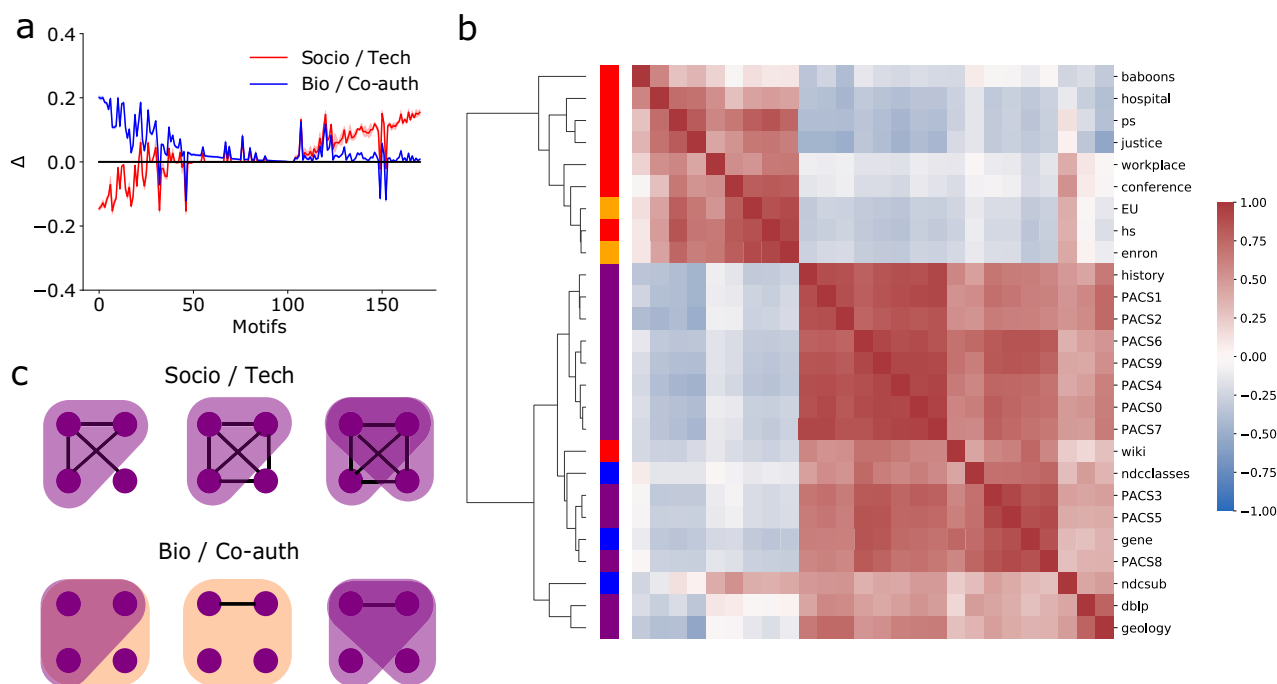 a
0.4
0.2
0.0
−0.2
−0.4
Δ
Socio / Tech
Bio / Co-auth
0
50
100
150
Motifs
b
baboons
hospital
ps
justice
workplace
conference
EU
hs
enron
history
PACS1
PACS2
PACS6
PACS9
PACS4
PACS0
PACS7
wiki
ndcclasses
PACS3
PACS5
gene
PACS8
ndcsub
dblp
geology
1.00
0.75
0.50
0.25
0.00
−0.25
−0.50
−0.75
−1.00
c
Socio / Tech
Bio / Co-auth